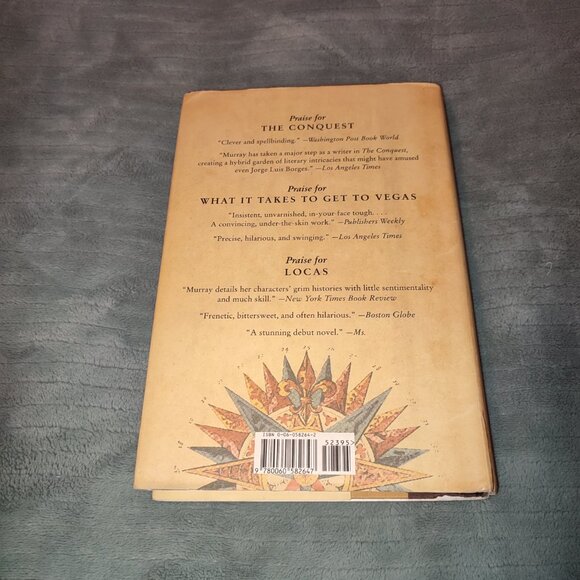 Praise for
THE CONQUEST
"Clever and spellbinding." —Washington Post Book World
"Murray has taken a major step as a writer in The Conquest,
creating a hybrid garden of literary intricacies that might have amused
even Jorge Luis Borges." —Los Angeles Times
Praise for
WHAT IT TAKES TO GET TO VEGAS
"Insistent, unvarnished, in-your-face tough. . . .
A convincing, under-the-skin work." —Publishers Weekly
"Precise, hilarious, and swinging." —Los Angeles Times
Praise for
LOCAS
"Murray details her characters' grim histories with little sentimentality
and much skill." —New York Times Book Review
"Frenetic, bittersweet, and often hilarious." —Boston Globe
"A stunning debut novel." —Ms.
ISBN 0-06-058264-2
52395>
9 780060 582647